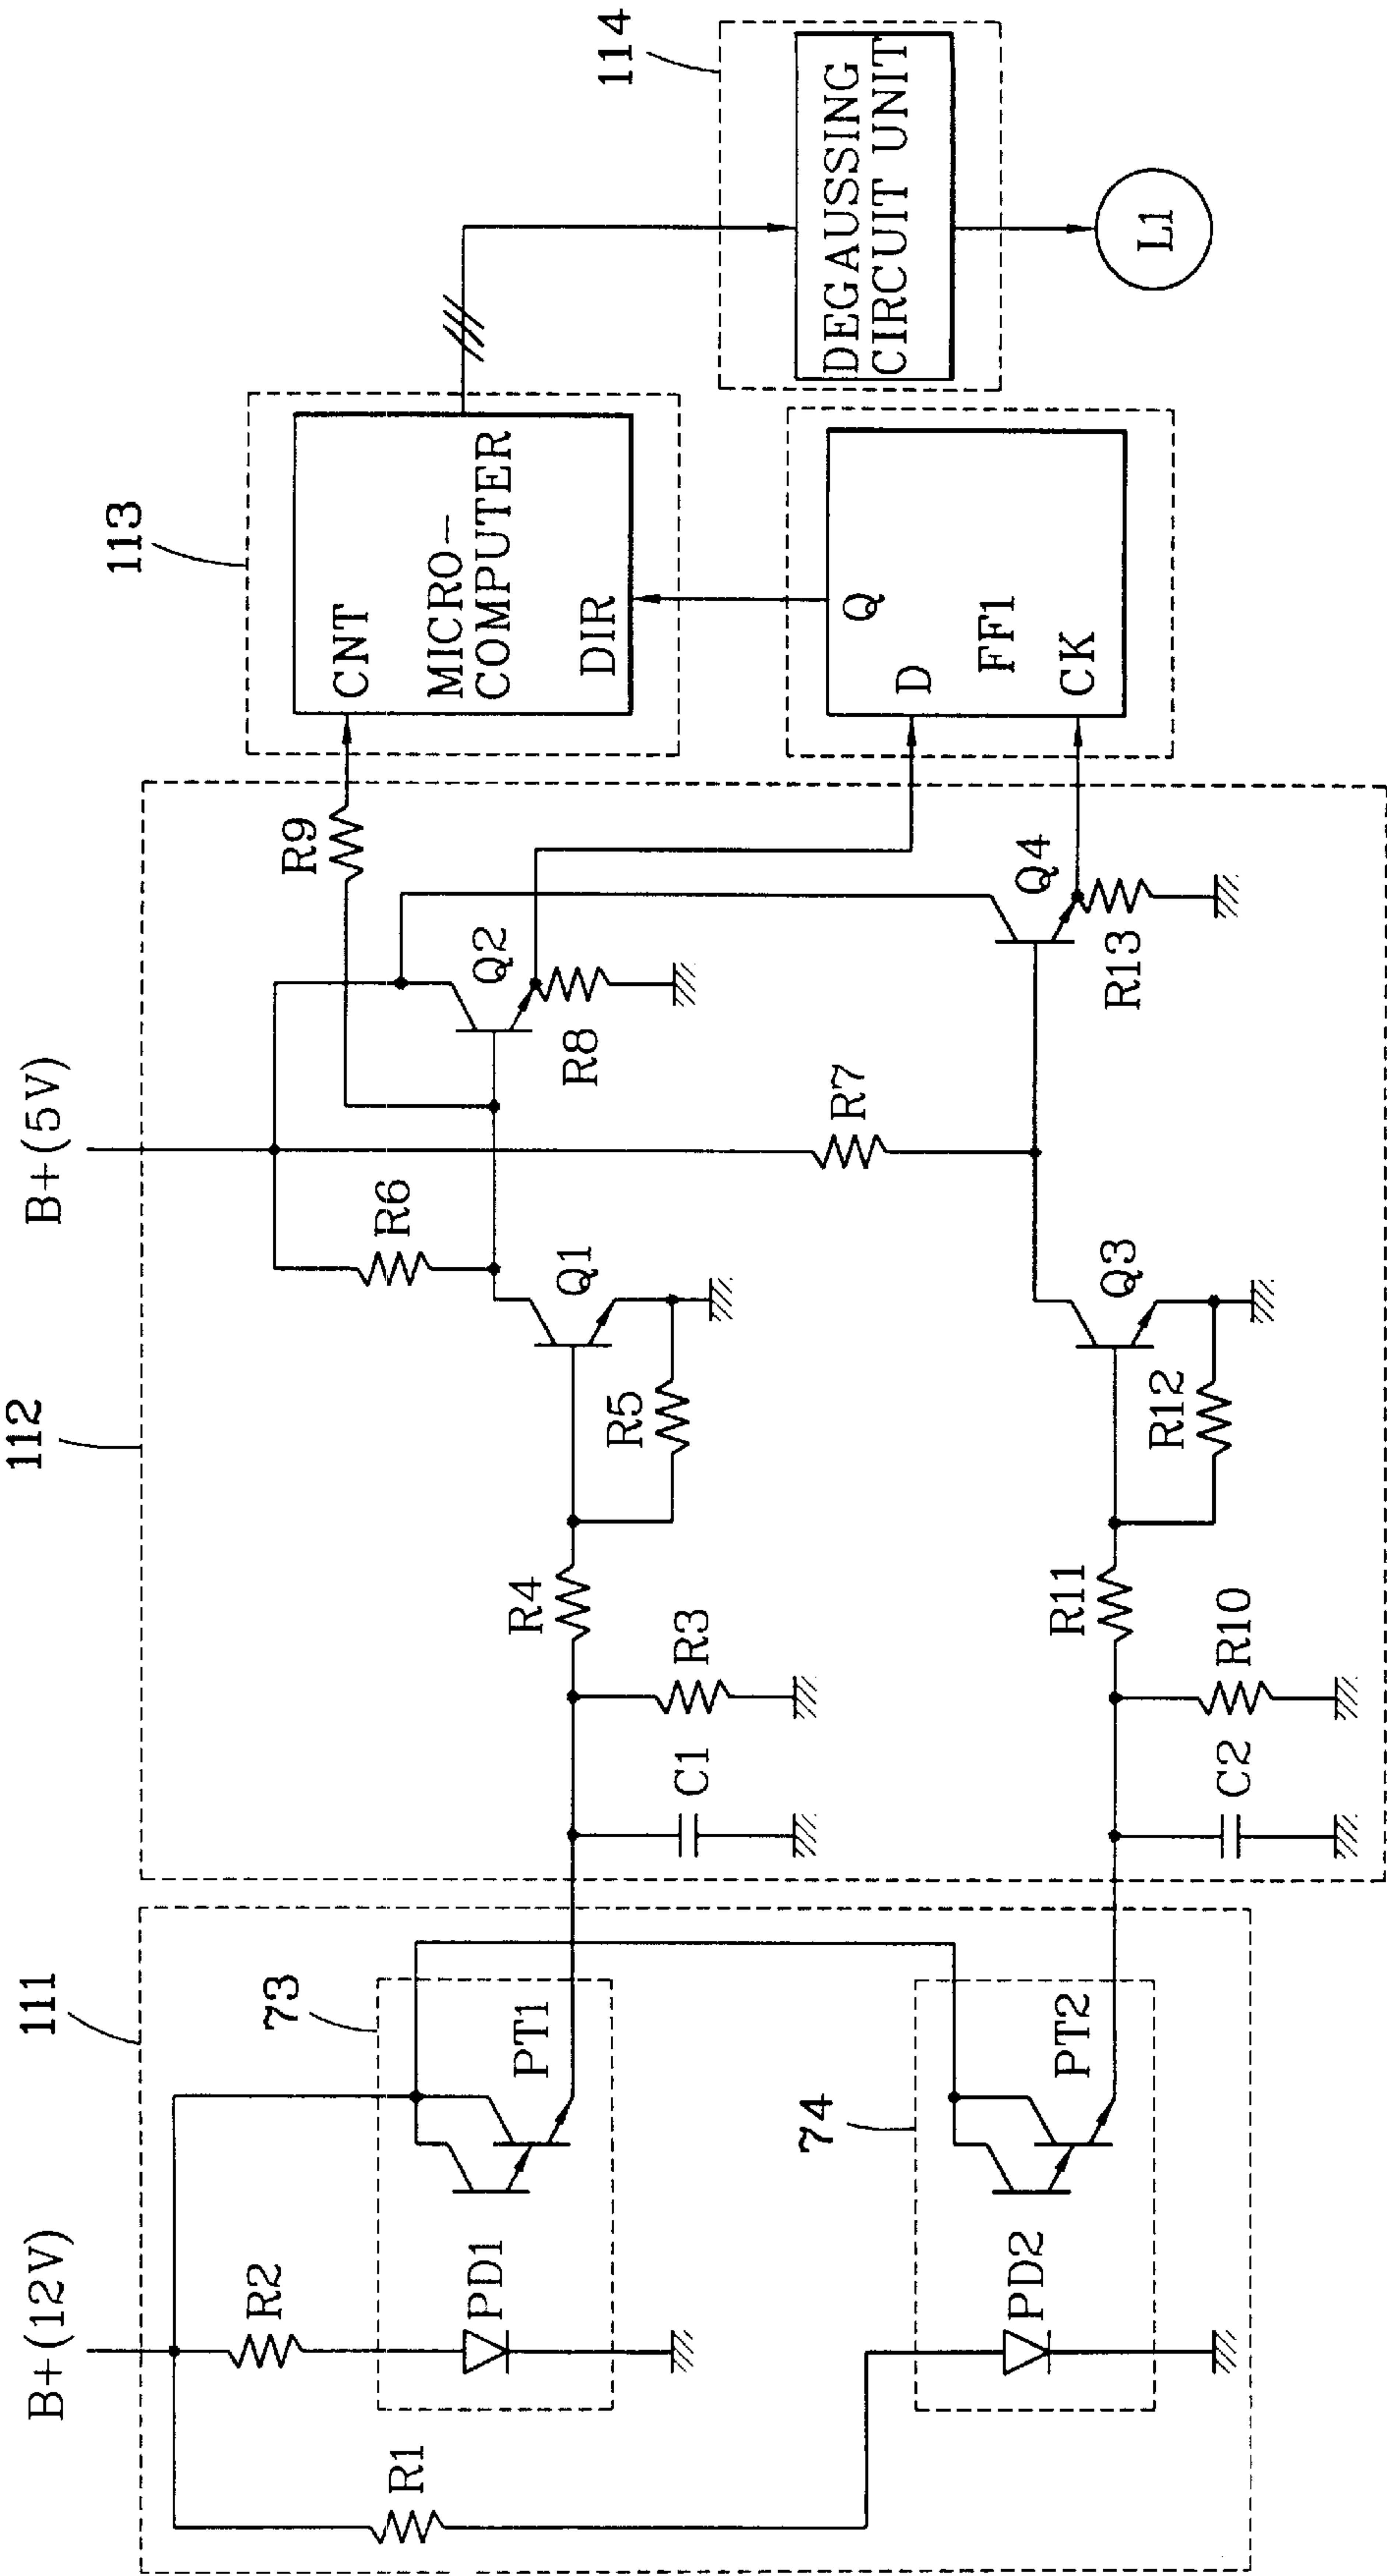 B+(12V)
R1
R2
111
73
PD1
PT1
74
PD2
PT2
112
B+(5V)
C1
R3
R4
R5
Q1
R6
R9
Q2
R8
R7
C2
R10
R11
R12
Q3
Q4
R13
113
CNT
MICRO-
COMPUTER
DIR
Q
D
FF1
CK
114
DEGAUSSING
CIRCUIT UNIT
L1